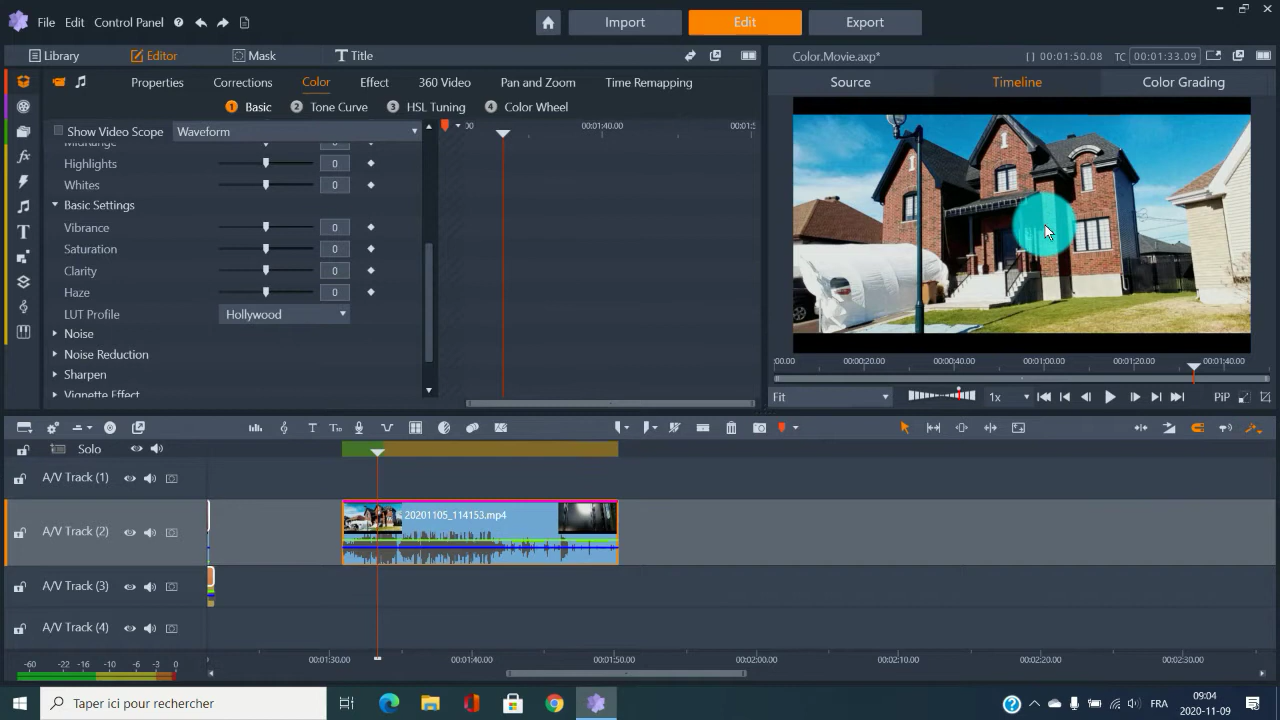 File Edit Control Panel Import Edit Export
Library Editor Mask Title Color.Movie.axp* [ ] 00:01:50.08 TC 00:01:33.09
Properties Corrections Color Effect 360 Video Pan and Zoom Time Remapping Source Timeline Color Grading
1 Basic 2 Tone Curve 3 HSL Tuning 4 Color Wheel
Show Video Scope Waveform :00 00:01:40.00 00:01:5
Midrange
Highlights 0
Whites 0
Basic Settings
Vibrance 0
Saturation 0
Clarity 0
Haze 0
LUT Profile Hollywood
Noise
Noise Reduction
Sharpen
Vignette Effect
:00.00 00:00:20.00 00:00:40.00 00:01:00.00 00:01:20.00 00:01:40.00
Fit 1x PiP
Solo
A/V Track (1)
A/V Track (2) 20201105_114153.mp4
A/V Track (3)
A/V Track (4)
-60 -22 -16 -10 -6 -3 0 00:01:30.00 00:01:40.00 00:01:50.00 00:02:00.00 00:02:10.00 00:02:20.00 00:02:30.00
Taper ici pour rechercher FRA 09:04
2020-11-09